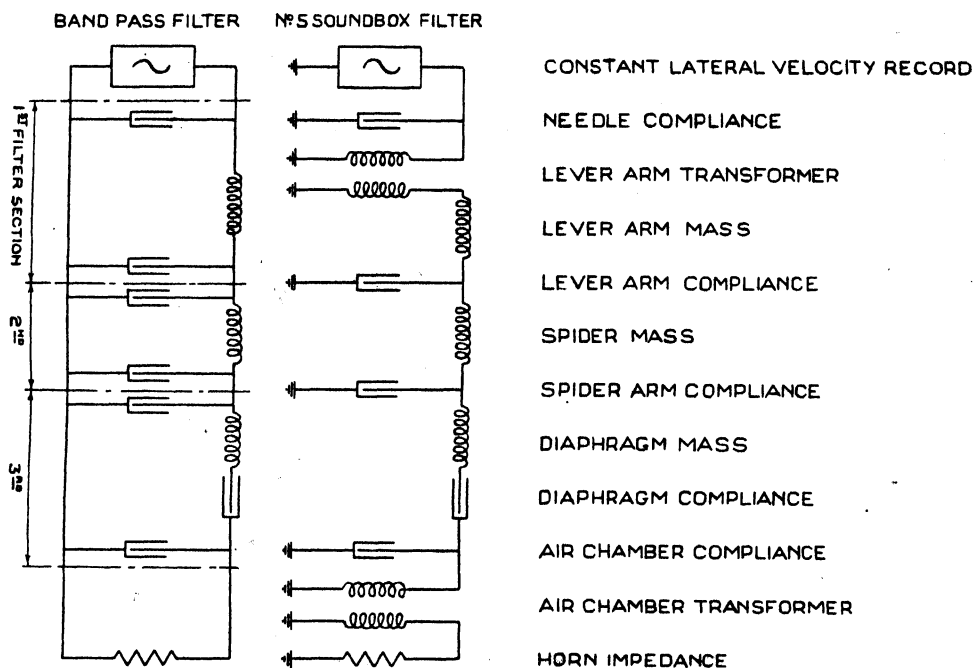 BAND PASS FILTER
Nº5 SOUNDBOX FILTER
CONSTANT LATERAL VELOCITY RECORD
NEEDLE COMPLIANCE
LEVER ARM TRANSFORMER
LEVER ARM MASS
LEVER ARM COMPLIANCE
SPIDER MASS
SPIDER ARM COMPLIANCE
DIAPHRAGM MASS
DIAPHRAGM COMPLIANCE
AIR CHAMBER COMPLIANCE
AIR CHAMBER TRANSFORMER
HORN IMPEDANCE
1ST FILTER SECTION
2ND
3RD